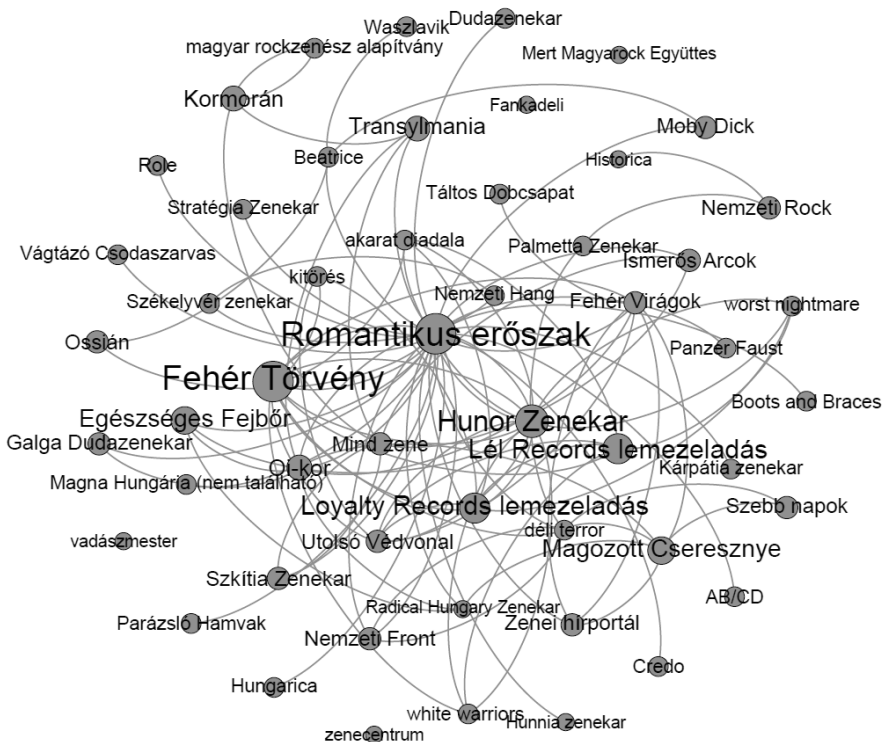 Waszlavik
Dudazenekar
magyar rockzenész alapítvány
Mert Magyarock Együttes
Kormorán
Fankadeli
Transylmania
Moby Dick
Role
Beatrice
Historica
Stratégia Zenekar
Táltos Dobcsapat
Nemzeti Rock
akarat diadala
Palmetta Zenekar
Vágtázó Csodaszarvas
Ismerős Arcok
kitörés
Székelyvér zenekar
Nemzeti Hang
Fehér Virágok
worst nightmare
Romantikus erőszak
Ossián
Panzer Faust
Fehér Törvény
Boots and Braces
Egészséges Fejbőr
Hunor Zenekar
Galga Dudazenekar
Mind zene
Lél Records lemezeladás
Oi-kor
Kárpátia zenekar
Magna Hungária (nem található)
Loyalty Records lemezeladás
Szebb napok
vadászmester
déli terror
Utolsó Védvonal
Magozott Cseresznye
Szkítia Zenekar
AB/CD
Radical Hungary Zenekar
Parázsló Hamvak
Nemzeti Front
Zenei hírportál
Credo
Hungarica
white warriors
Hunnia zenekar
zenecentrum